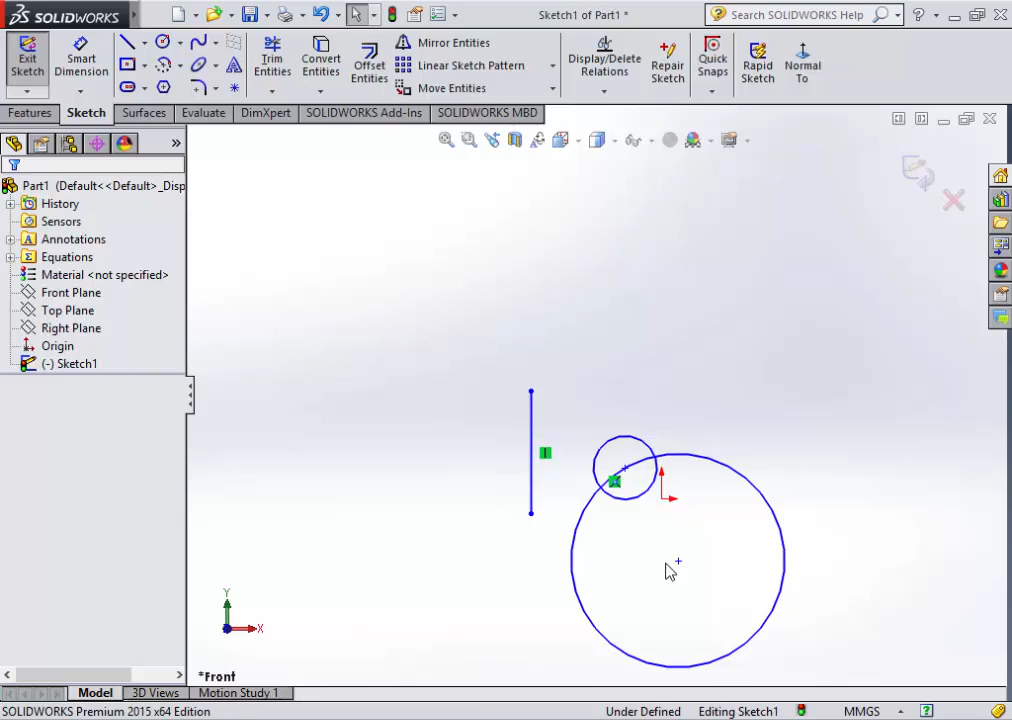 SOLIDWORKS
Sketch1 of Part1 *
Search SOLIDWORKS Help
?
Exit Sketch
Smart Dimension
Trim Entities
Convert Entities
Offset Entities
Mirror Entities
Linear Sketch Pattern
Move Entities
Display/Delete Relations
Repair Sketch
Quick Snaps
Rapid Sketch
Normal To
Features
Sketch
Surfaces
Evaluate
DimXpert
SOLIDWORKS Add-Ins
SOLIDWORKS MBD
Part1 (Default<<Default>_Disp
History
Sensors
Annotations
Equations
Material <not specified>
Front Plane
Top Plane
Right Plane
Origin
(-) Sketch1
Y
X
*Front
Model
3D Views
Motion Study 1
SOLIDWORKS Premium 2015 x64 Edition
Under Defined
Editing Sketch1
MMGS
?